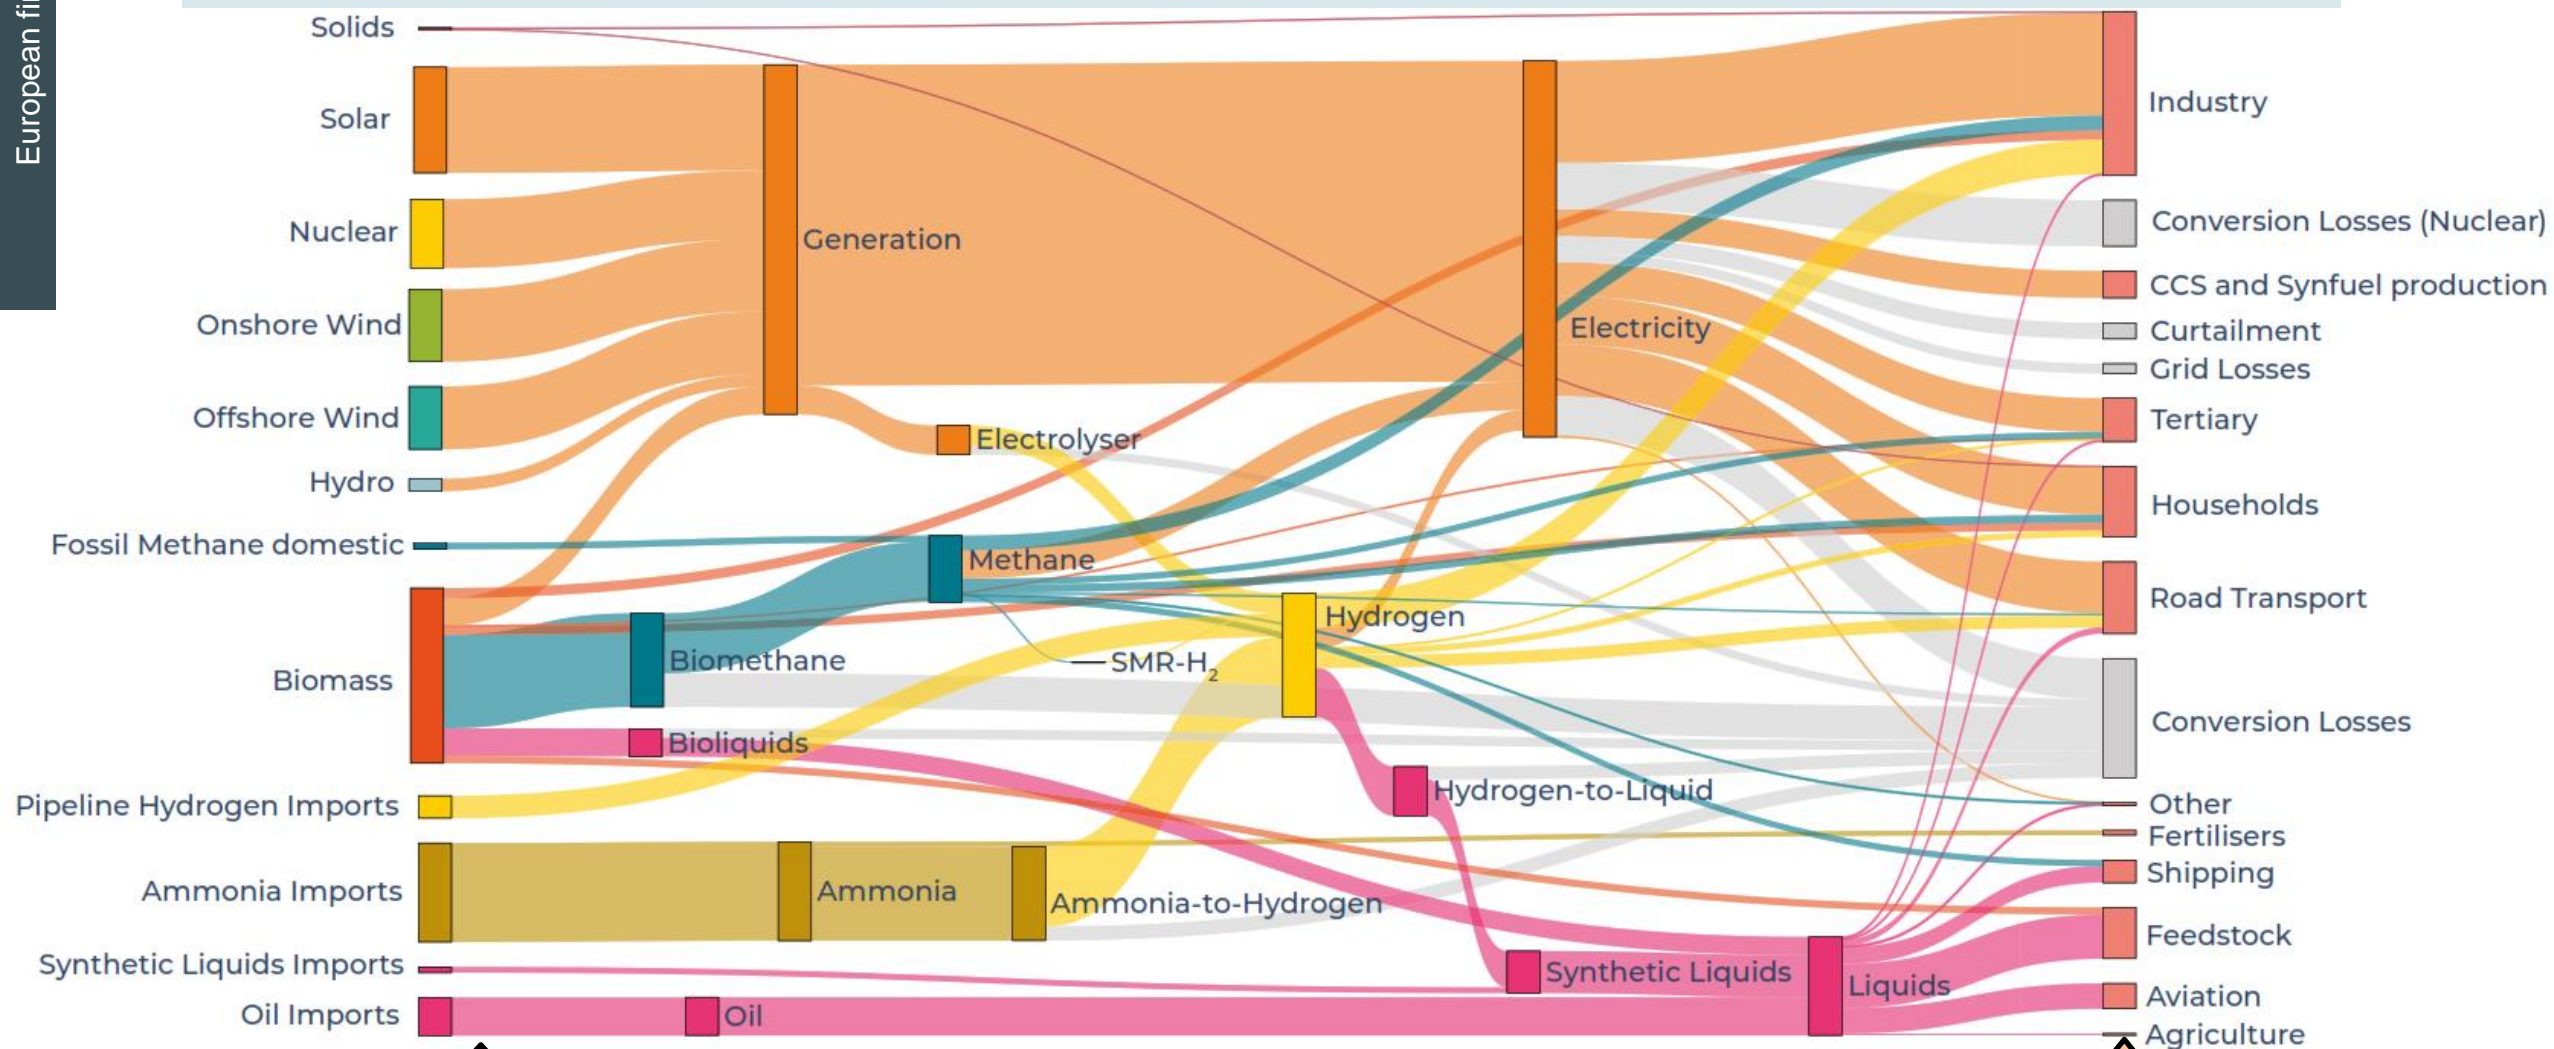 European fi
Solids
Solar
Nuclear
Onshore Wind
Offshore Wind
Hydro
Fossil Methane domestic
Biomass
Pipeline Hydrogen Imports
Ammonia Imports
Synthetic Liquids Imports
Oil Imports
Generation
Electrolyser
Methane
Biomethane
Bioliquids
SMR-H₂
Ammonia
Ammonia-to-Hydrogen
Oil
Electricity
Hydrogen
Hydrogen-to-Liquid
Synthetic Liquids
Liquids
Industry
Conversion Losses (Nuclear)
CCS and Synfuel production
Curtailment
Grid Losses
Tertiary
Households
Road Transport
Conversion Losses
Other
Fertilisers
Shipping
Feedstock
Aviation
Agriculture